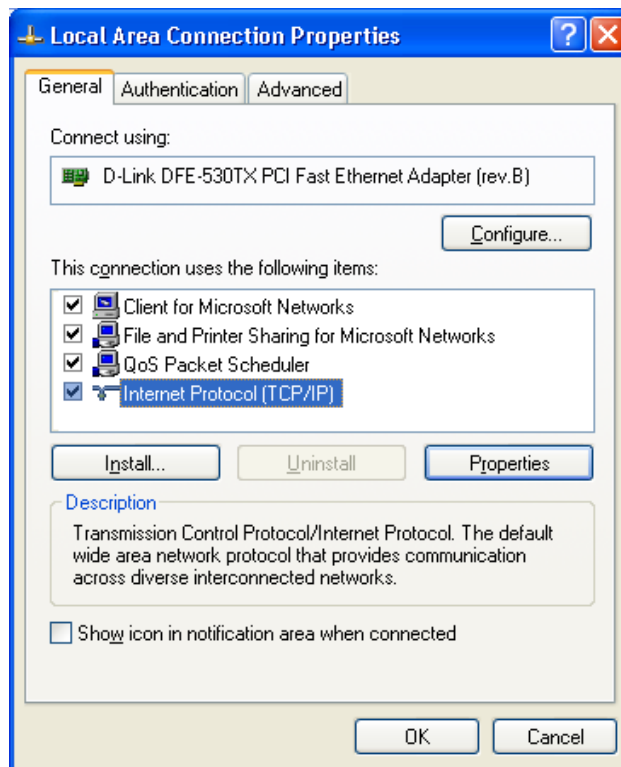 Local Area Connection Properties
General Authentication Advanced
Connect using:
D-Link DFE-530TX PCI Fast Ethernet Adapter (rev.B)
Configure...
This connection uses the following items:
Client for Microsoft Networks
File and Printer Sharing for Microsoft Networks
QoS Packet Scheduler
Internet Protocol (TCP/IP)
Install... Uninstall Properties
Description
Transmission Control Protocol/Internet Protocol. The default
wide area network protocol that provides communication
across diverse interconnected networks.
Show icon in notification area when connected
OK Cancel